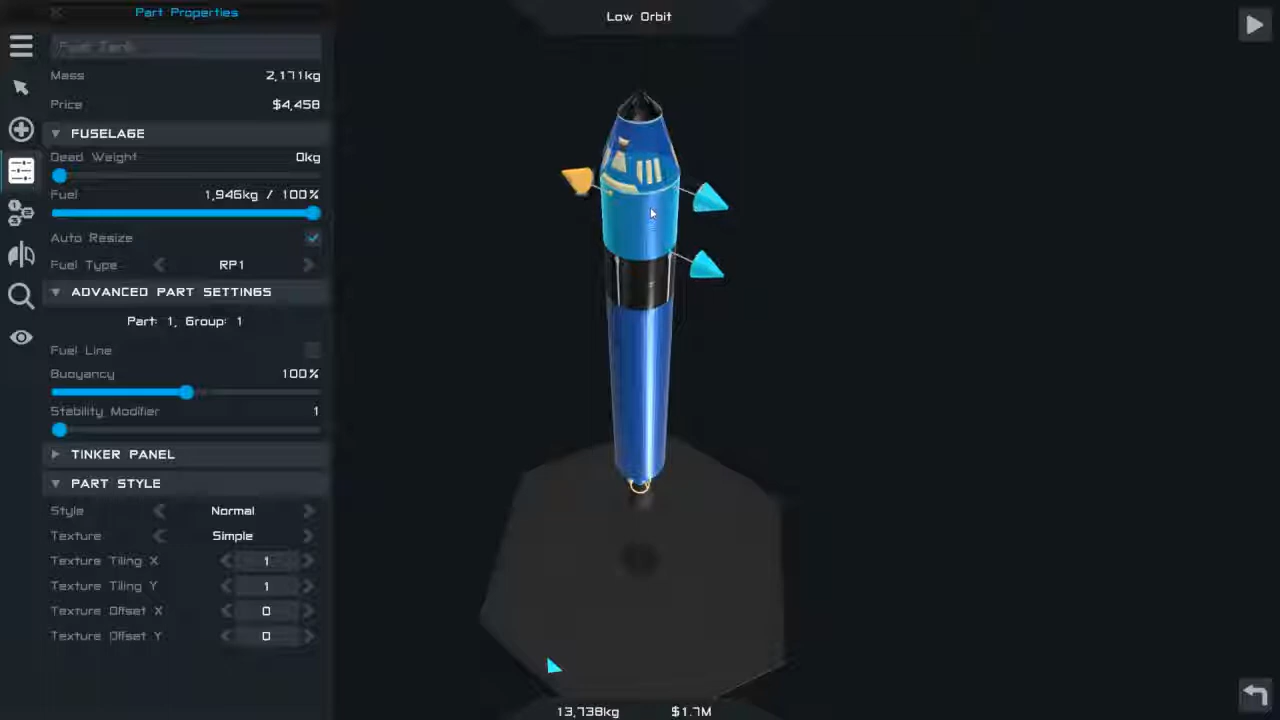 Part Properties
Low Orbit
Fuel Tank
Mass 2,171kg
Price $4,458
FUSELAGE
Dead Weight 0kg
Fuel 1,946kg / 100%
Auto Resize
Fuel Type RP1
ADVANCED PART SETTINGS
Part: 1, Group: 1
Fuel Line
Buoyancy 100%
Stability Modifier 1
TINKER PANEL
PART STYLE
Style Normal
Texture Simple
Texture Tiling X 1
Texture Tiling Y 1
Texture Offset X 0
Texture Offset Y 0
13,738kg $1.7M